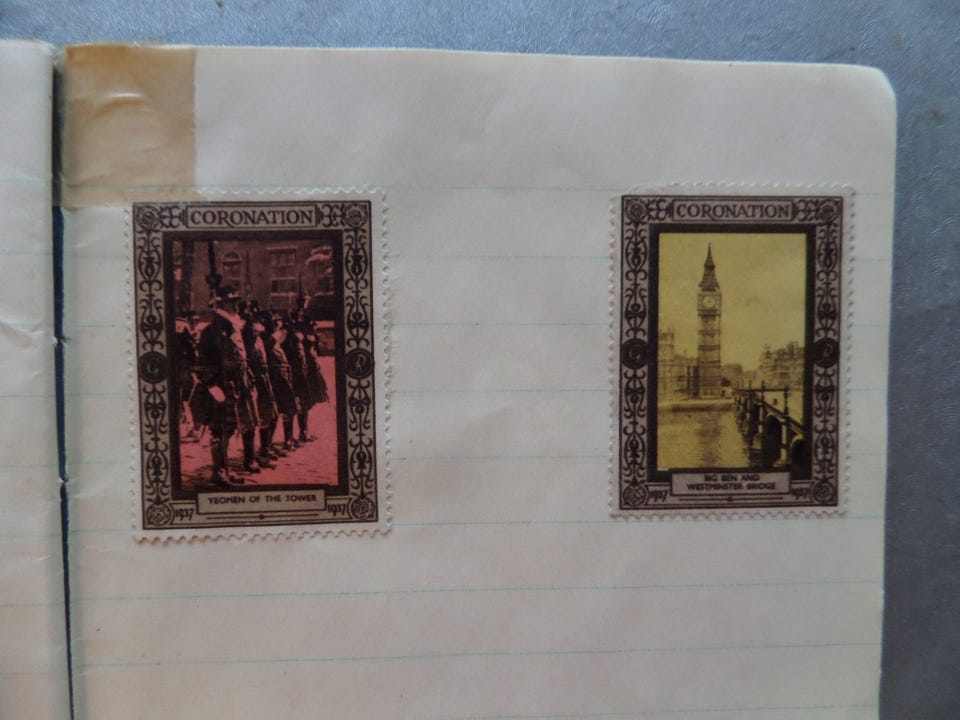 CORONATION
G R
YEOMEN OF THE TOWER
1937 1937
CORONATION
G R
BIG BEN AND
WESTMINSTER BRIDGE
1937 1937